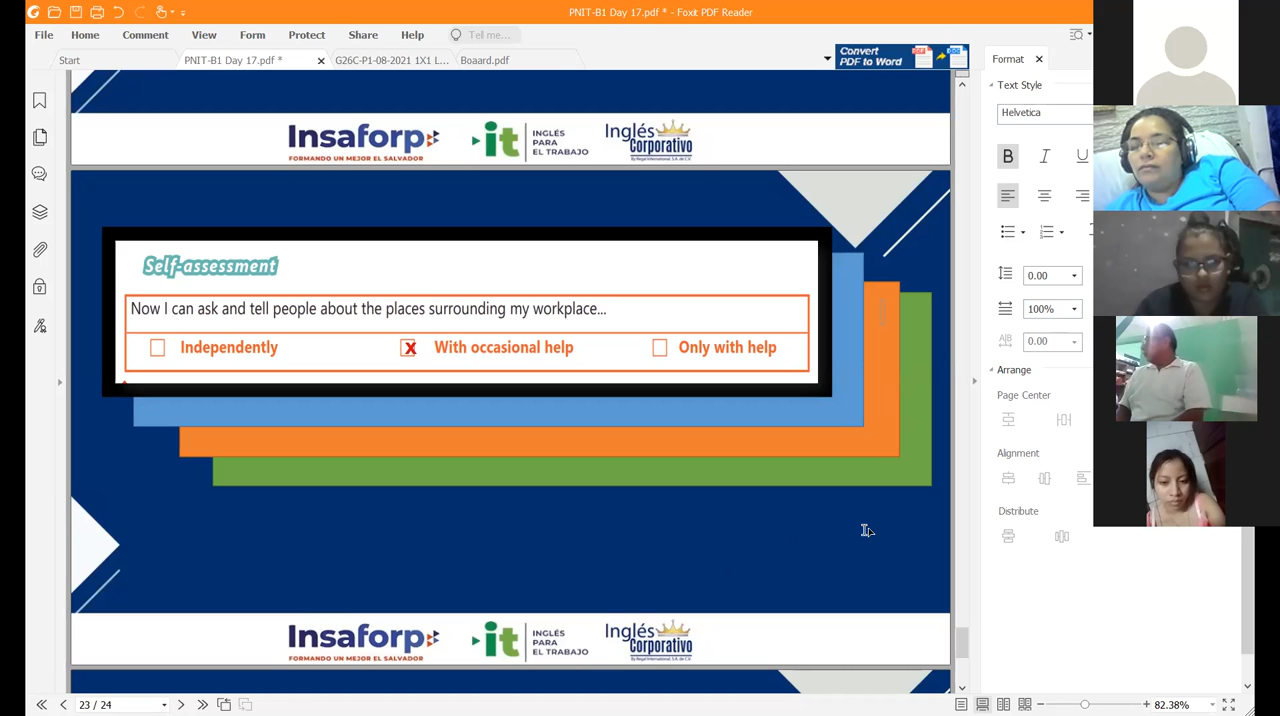 PNIT-B1 Day 17.pdf * - Foxit PDF Reader
File Home Comment View Form Protect Share Help Tell me...
Start PNIT-B1 Day 17.pdf * G26C-P1-08-2021 1X1 L... Boaard.pdf
Convert PDF to Word
Format
Text Style
Helvetica
B I U
0.00
100%
0.00
Arrange
Page Center
Alignment
Distribute
Insaforp
FORMANDO UN MEJOR EL SALVADOR
it INGLÉS PARA EL TRABAJO
Inglés Corporativo
Self-assessment
Now I can ask and tell people about the places surrounding my workplace...
Independently X With occasional help Only with help
Insaforp
FORMANDO UN MEJOR EL SALVADOR
it INGLÉS PARA EL TRABAJO
Inglés Corporativo
23 / 24
82.38%